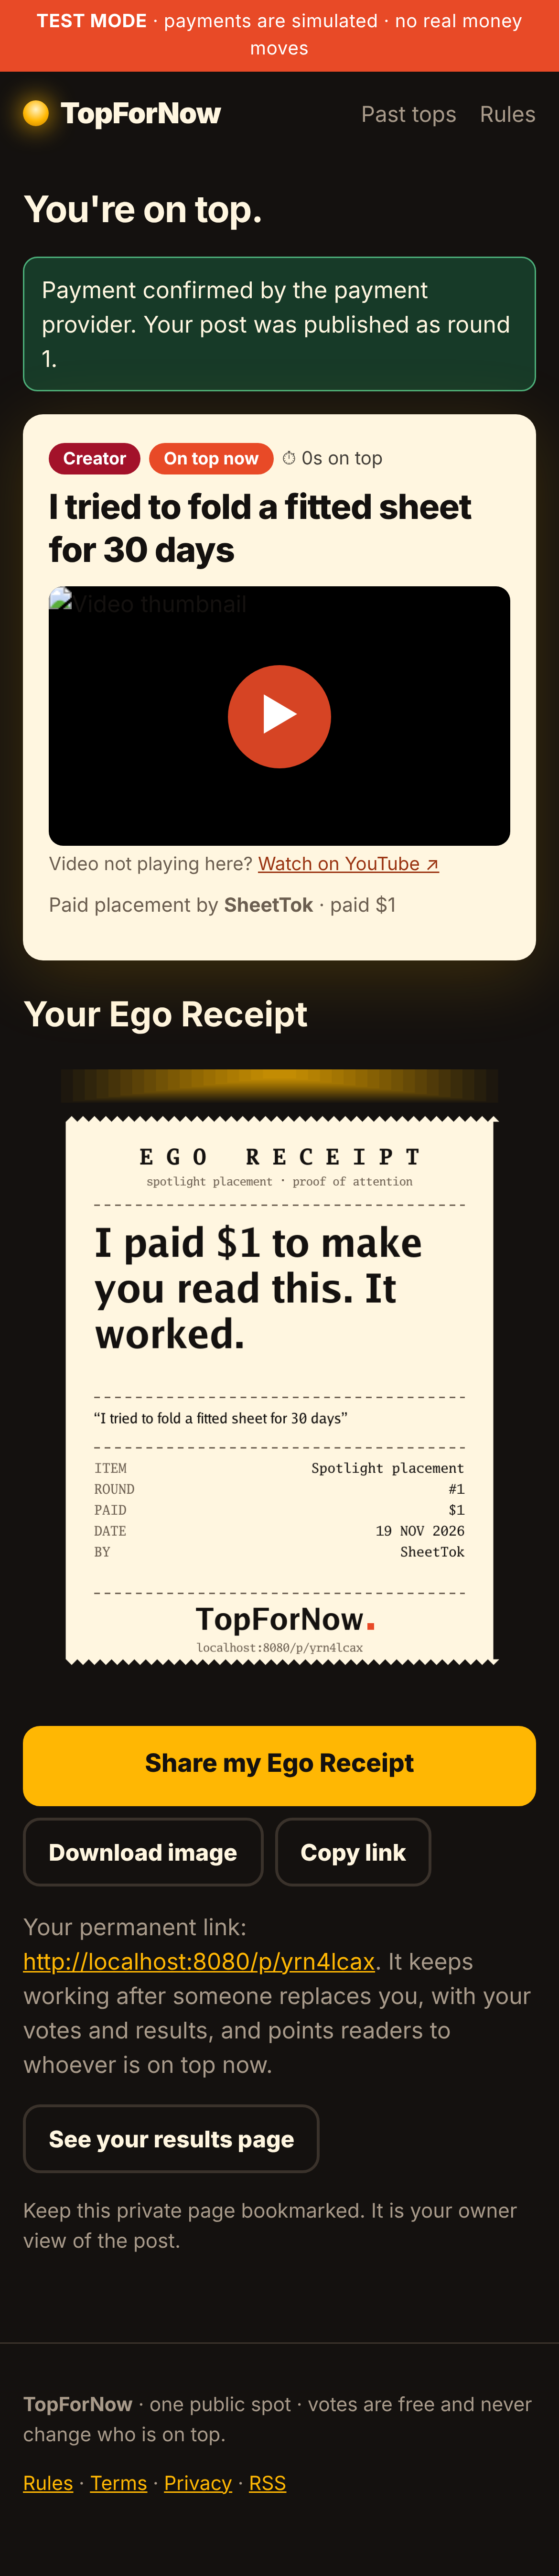 TEST MODE · payments are simulated · no real money
moves
TopForNow
Past tops Rules
You're on top.
Payment confirmed by the payment
provider. Your post was published as round
1.
Creator On top now ⏱ 0s on top
I tried to fold a fitted sheet
for 30 days
Video thumbnail
Video not playing here? Watch on YouTube ↗
Paid placement by SheetTok · paid $1
Your Ego Receipt
EGO RECEIPT
spotlight placement · proof of attention
I paid $1 to make
you read this. It
worked.
“I tried to fold a fitted sheet for 30 days”
ITEM Spotlight placement
ROUND #1
PAID $1
DATE 19 NOV 2026
BY SheetTok
TopForNow.
localhost:8080/p/yrn4lcax
Share my Ego Receipt
Download image Copy link
Your permanent link:
http://localhost:8080/p/yrn4lcax. It keeps
working after someone replaces you, with your
votes and results, and points readers to
whoever is on top now.
See your results page
Keep this private page bookmarked. It is your owner
view of the post.
TopForNow · one public spot · votes are free and never
change who is on top.
Rules · Terms · Privacy · RSS